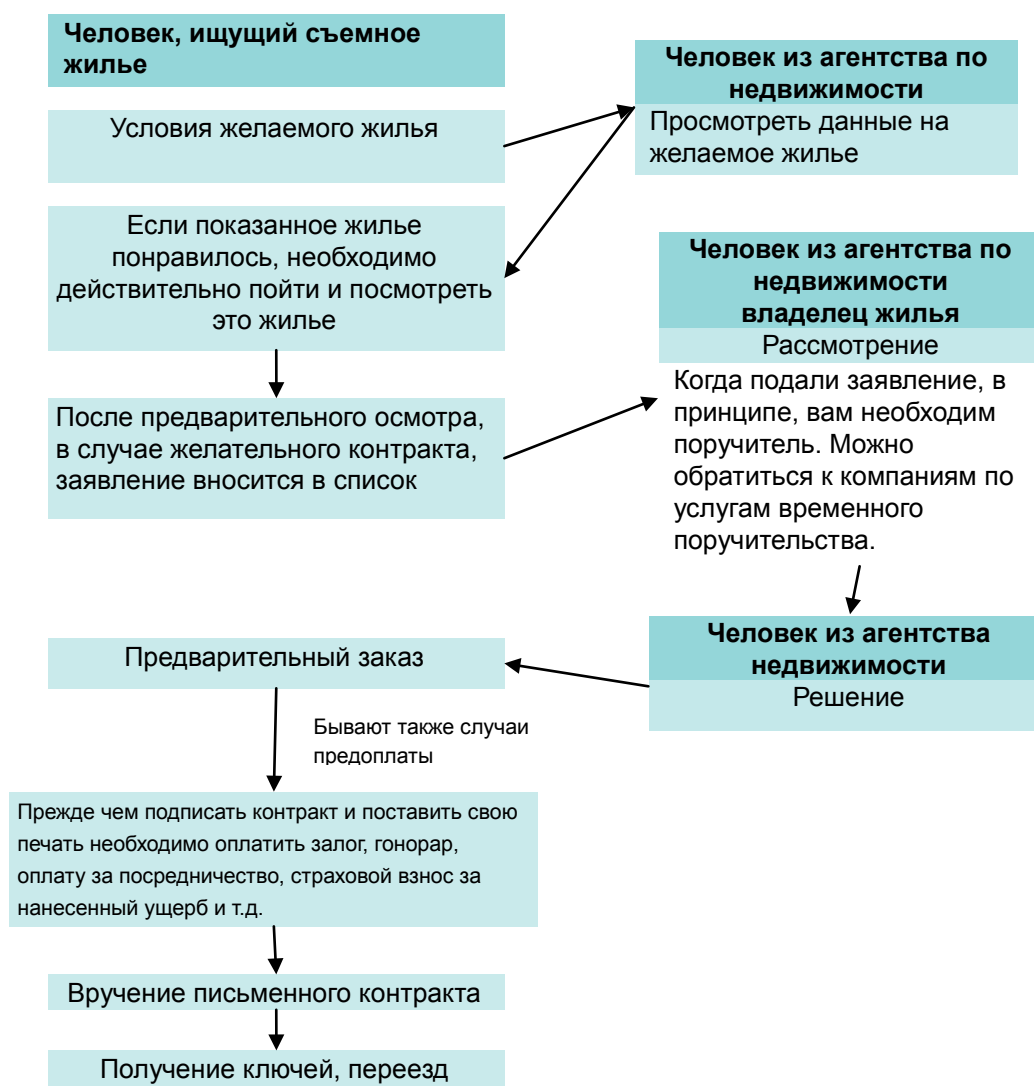 Человек, ищущий съемное
жилье
Человек из агентства по
недвижимости
Условия желаемого жилья
Просмотреть данные на
желаемое жилье
Если показанное жилье
понравилось, необходимо
действительно пойти и посмотреть
это жилье
Человек из агентства по
недвижимости
владелец жилья
Рассмотрение
После предварительного осмотра,
в случае желательного контракта,
заявление вносится в список
Когда подали заявление, в
принципе, вам необходим
поручитель. Можно
обратиться к компаниям по
услугам временного
поручительства.
Человек из агентства
недвижимости
Решение
Предварительный заказ
Бывают также случаи
предоплаты
Прежде чем подписать контракт и поставить свою
печать необходимо оплатить залог, гонорар,
оплату за посредничество, страховой взнос за
нанесенный ущерб и т.д.
Вручение письменного контракта
Получение ключей, переезд